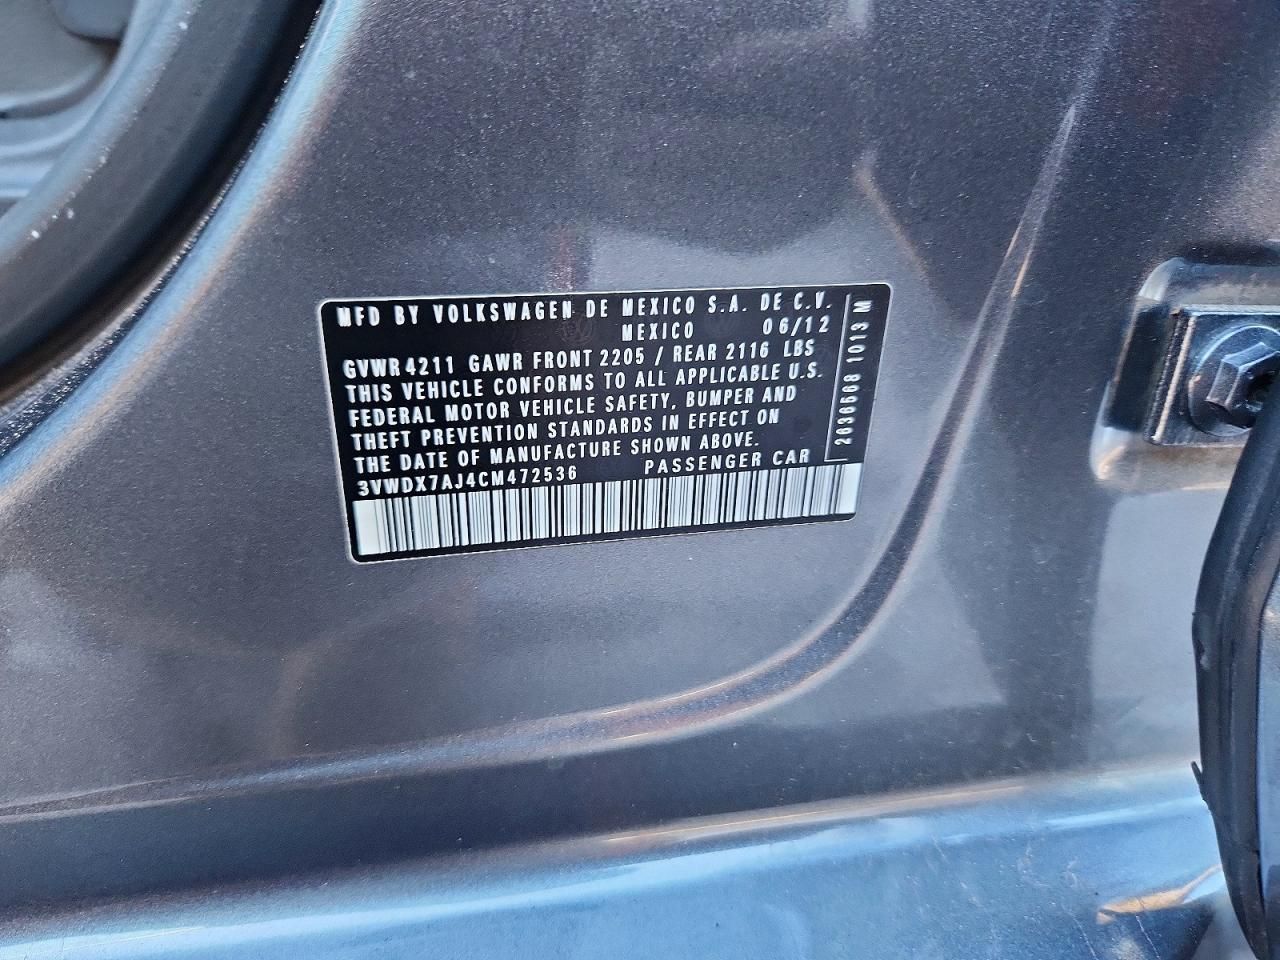 MFD BY VOLKSWAGEN DE MEXICO S.A. DE C.V.
MEXICO 06/12
GVWR 4211 GAWR FRONT 2205 / REAR 2116 LBS
THIS VEHICLE CONFORMS TO ALL APPLICABLE U.S.
FEDERAL MOTOR VEHICLE SAFETY, BUMPER AND
THEFT PREVENTION STANDARDS IN EFFECT ON
THE DATE OF MANUFACTURE SHOWN ABOVE.
3VWDX7AJ4CM472536 PASSENGER CAR
2636668 1013 M